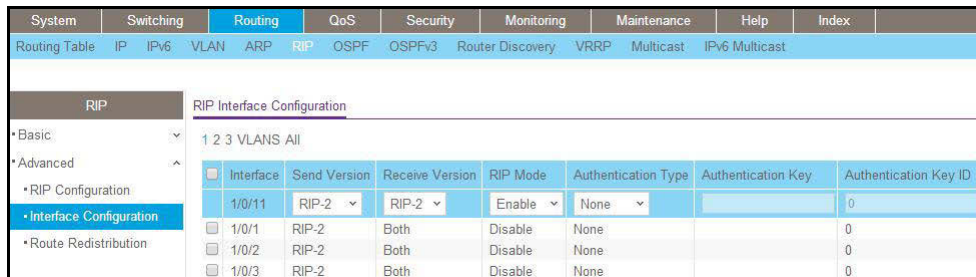 System Switching Routing QoS Security Monitoring Maintenance Help Index
Routing Table IP IPv6 VLAN ARP RIP OSPF OSPFv3 Router Discovery VRRP Multicast IPv6 Multicast
RIP
Basic
Advanced
RIP Configuration
Interface Configuration
Route Redistribution
RIP Interface Configuration
1 2 3 VLANS All
Interface Send Version Receive Version RIP Mode Authentication Type Authentication Key Authentication Key ID
1/0/11 RIP-2 RIP-2 Enable None 0
1/0/1 RIP-2 Both Disable None 0
1/0/2 RIP-2 Both Disable None 0
1/0/3 RIP-2 Both Disable None 0